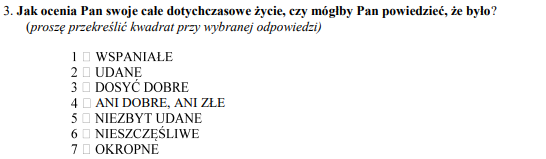 3. Jak ocenia Pan swoje całe dotychczasowe życie, czy mógłby Pan powiedzieć, że było?
(proszę przekreślić kwadrat przy wybranej odpowiedzi)
1 □ WSPANIAŁE
2 □ UDANE
3 □ DOSYĆ DOBRE
4 □ ANI DOBRE, ANI ZŁE
5 □ NIEZBYT UDANE
6 □ NIESZCZĘŚLIWE
7 □ OKROPNE